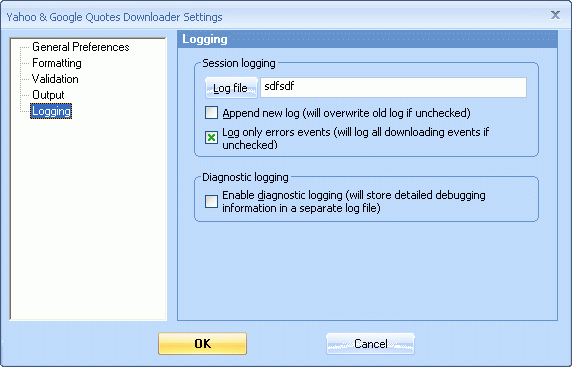 Yahoo & Google Quotes Downloader Settings
General Preferences
Formatting
Validation
Output
Logging
Logging
Session logging
Log file
sdfsdf
Append new log (will overwrite old log if unchecked)
Log only errors events (will log all downloading events if
unchecked)
Diagnostic logging
Enable diagnostic logging (will store detailed debugging
information in a separate log file)
OK
Cancel